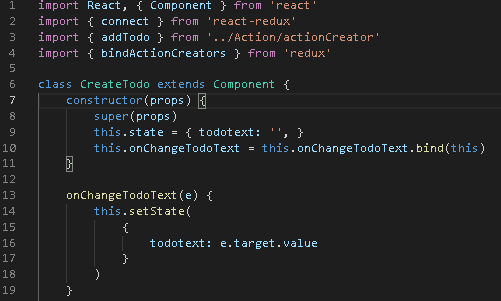 1 import React, { Component } from 'react'
2 import { connect } from 'react-redux'
3 import { addTodo } from '../Action/actionCreator'
4 import { bindActionCreators } from 'redux'
5
6 class CreateTodo extends Component {
7     constructor(props) {
8         super(props)
9         this.state = { todotext: '', }
10         this.onChangeTodoText = this.onChangeTodoText.bind(this)
11     }
12
13     onChangeTodoText(e) {
14         this.setState(
15             {
16                 todotext: e.target.value
17             }
18         )
19     }